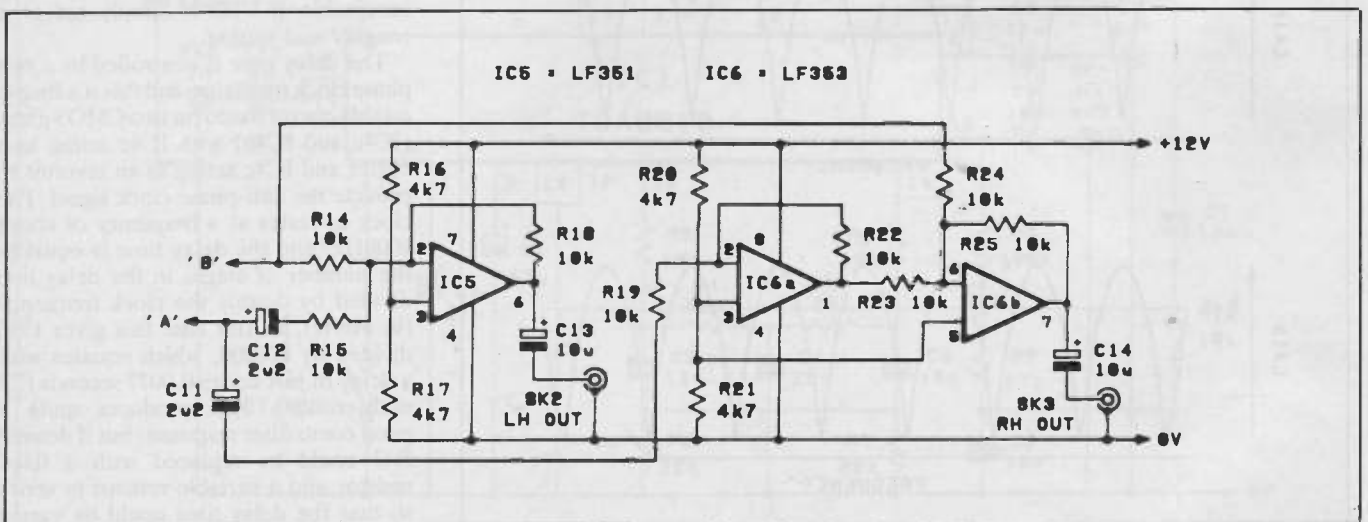 IC5 = LF351 IC6 = LF353
+12V
R16
4k7
R20
4k7
R24
10k
R14
10k
7
2
R18
10k
8
2
R22
10k
R25 10k
'B'
IC5
6
R19
10k
IC6a
1
R23 10k
6
IC6b
7
'A'
C12
2u2
R15
10k
3
4
C13
10u
3
4
5
C14
10u
C11
2u2
R17
4k7
SK2
LH OUT
R21
4k7
SK3
RH OUT
0V